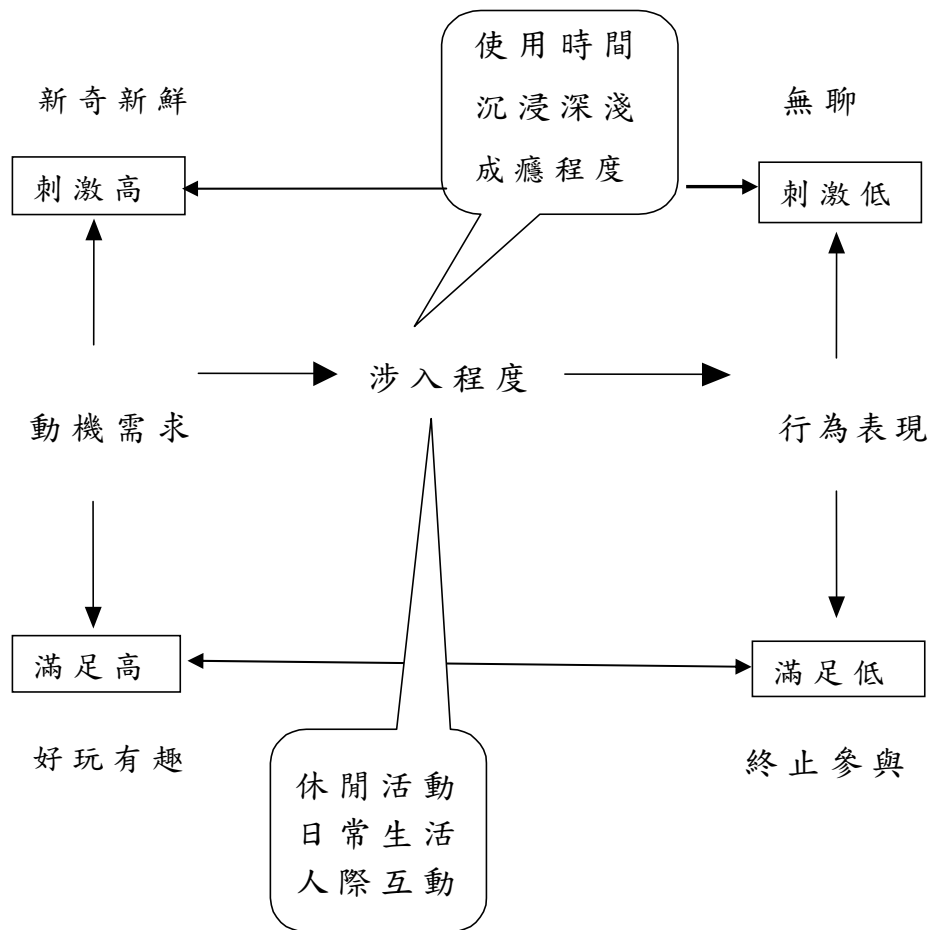 使用時間
沉浸深淺
成癮程度
新奇新鮮
無聊
刺激高
刺激低
涉入程度
動機需求
行為表現
滿足高
滿足低
好玩有趣
終止參與
休閒活動
日常生活
人際互動